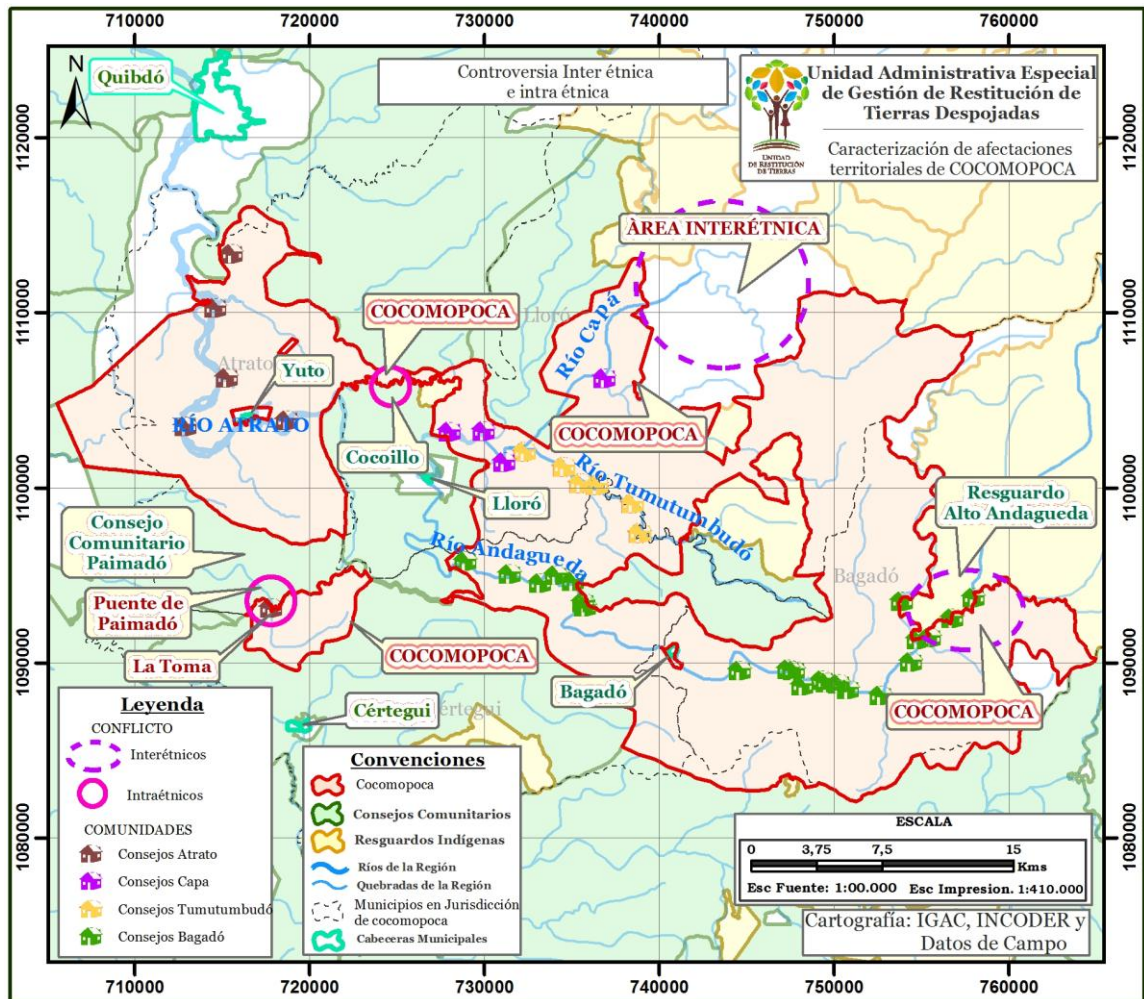 710000 720000 730000 740000 750000 760000
N
Quibdó
Controversia Inter étnica
e intra étnica
Unidad Administrativa Especial
de Gestión de Restitución de
Tierras Despojadas
Caracterización de afectaciones
territoriales de COCOMOPOCA
UNIDAD
DE RESTITUCIÓN
DE TIERRAS
1120000
1120000
ÀREA INTERÉTNICA
COCOMOPOCA
Lloró
Río Capá
1110000
1110000
Atrato
Yuto
RÍO ATRATO
COCOMOPOCA
Cocoillo
Lloró
Río Tumutumbudó
Resguardo
Alto Andagueda
1100000
1100000
Consejo
Comunitario
Paimadó
Río Andagueda
Bagadó
Puente de
Paimadó
La Toma
COCOMOPOCA
Bagadó
COCOMOPOCA
1090000
1090000
Cértegui
Cértegui
Leyenda
CONFLICTO
Interétnicos
Intraétnicos
COMUNIDADES
Consejos Atrato
Consejos Capa
Consejos Tumutumbudó
Consejos Bagadó
Convenciones
Cocomopoca
Consejos Comunitarios
Resguardos Indígenas
Ríos de la Región
Quebradas de la Región
Municipios en Jurisdicción
de cocomopoca
Cabeceras Municipales
ESCALA
0 3,75 7,5 15
Kms
Esc Fuente: 1:00.000 Esc Impresion. 1:410.000
1080000
1080000
Cartografía: IGAC, INCODER y
Datos de Campo
710000 720000 730000 740000 750000 760000